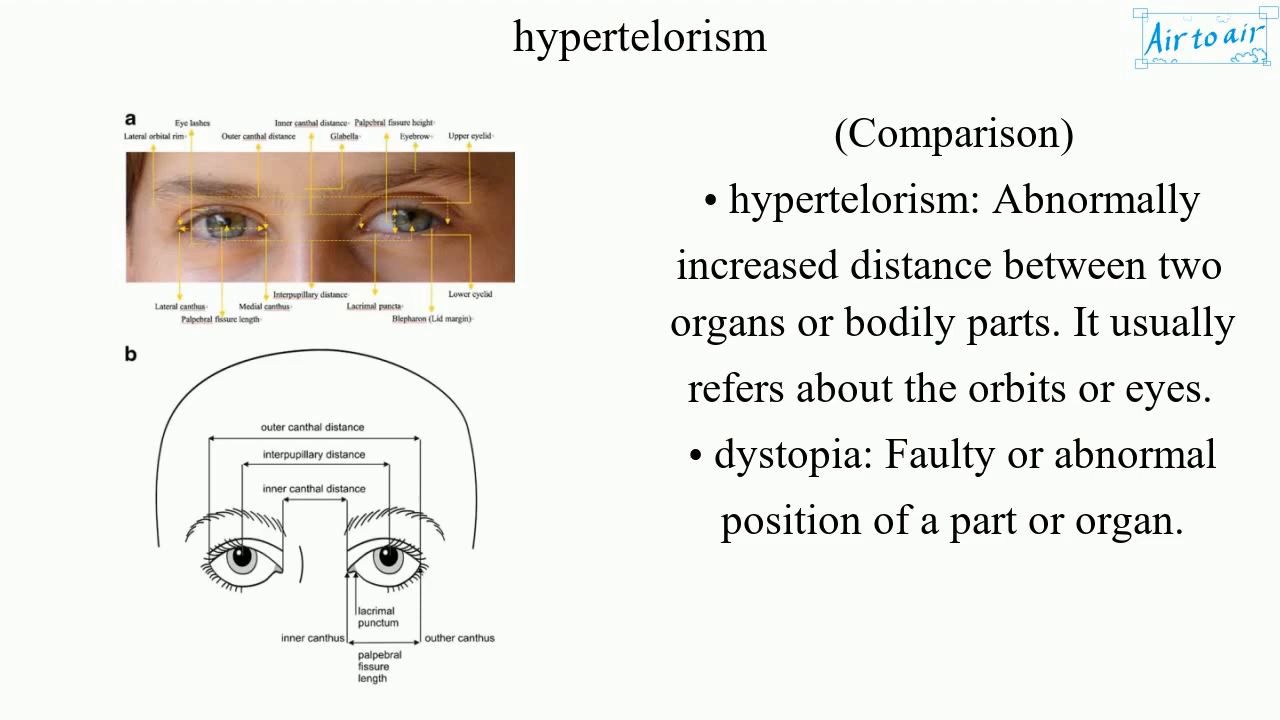 hypertelorism
Air to air
a
Eye lashes
Inner canthal distance
Palpebral fissure height
Lateral orbital rim
Outer canthal distance
Glabella
Eyebrow
Upper eyelid
Interpupillary distance
Lower eyelid
Lateral canthus
Medial canthus
Lacrimal puncta
Palpebral fissure length
Blepharon (Lid margin)
b
outer canthal distance
interpupillary distance
inner canthal distance
lacrimal
punctum
inner canthus
outher canthus
palpebral
fissure
length
(Comparison)
• hypertelorism: Abnormally
increased distance between two
organs or bodily parts. It usually
refers about the orbits or eyes.
• dystopia: Faulty or abnormal
position of a part or organ.